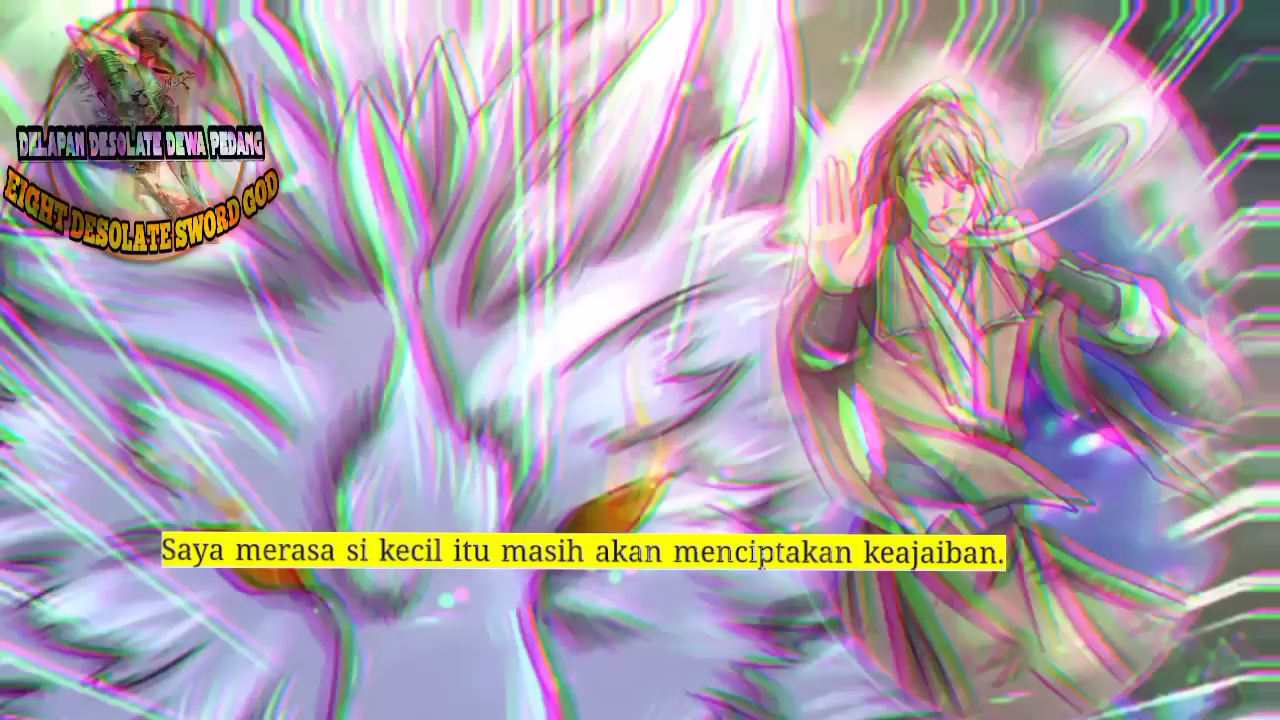 DELAPAN DESOLATE DEWA PEDANG
EIGHT DESOLATE SWORD GOD
Saya merasa si kecil itu masih akan menciptakan keajaiban.